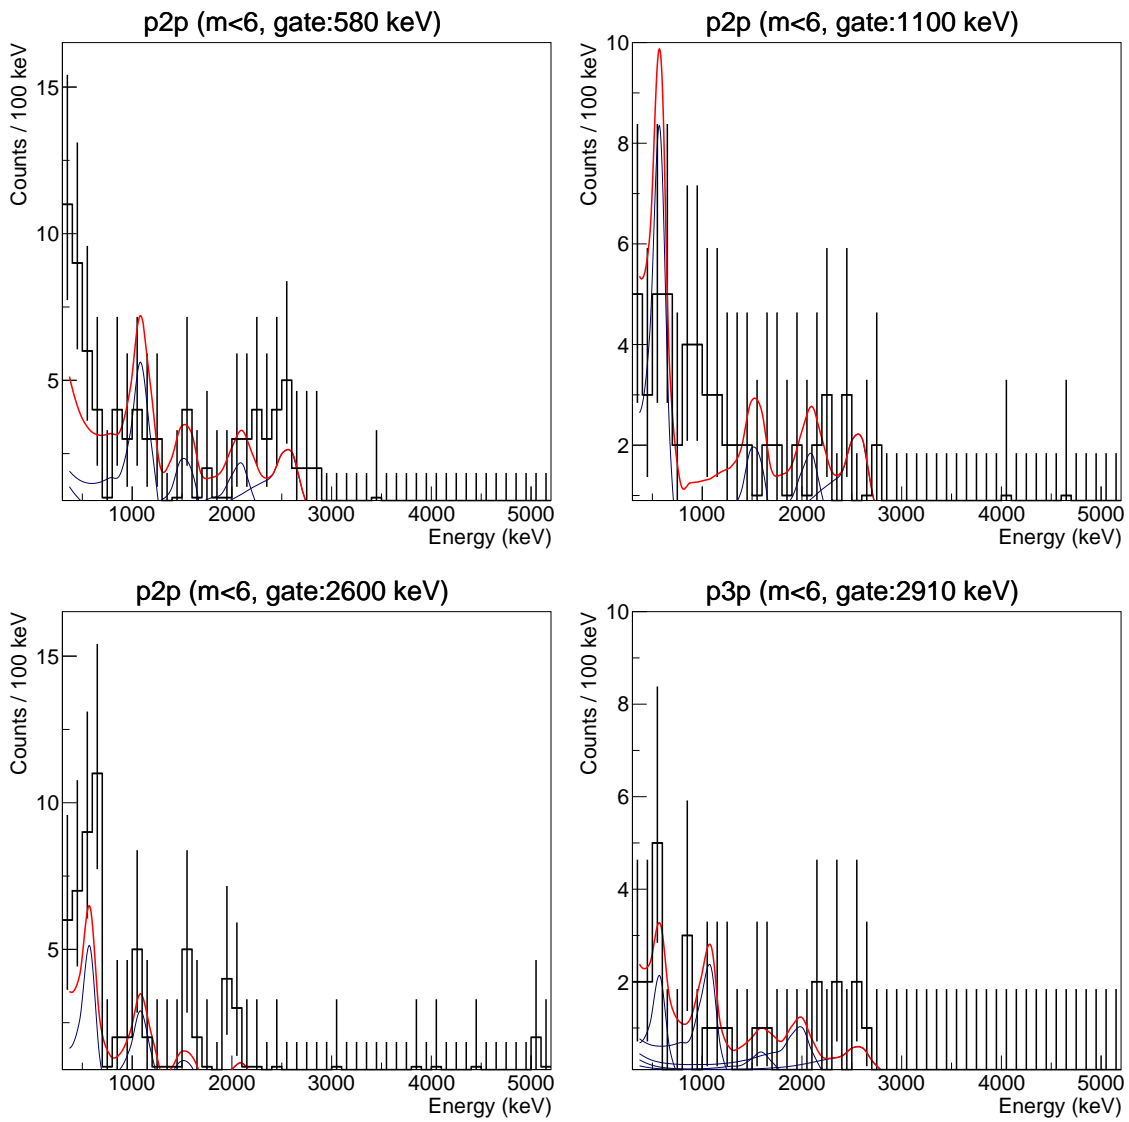 p2p (m<6, gate:580 keV)
Counts / 100 keV
15
10
5
1000 2000 3000 4000 5000
Energy (keV)
p2p (m<6, gate:1100 keV)
Counts / 100 keV
10
8
6
4
2
1000 2000 3000 4000 5000
Energy (keV)
p2p (m<6, gate:2600 keV)
Counts / 100 keV
15
10
5
1000 2000 3000 4000 5000
Energy (keV)
p3p (m<6, gate:2910 keV)
Counts / 100 keV
10
8
6
4
2
1000 2000 3000 4000 5000
Energy (keV)